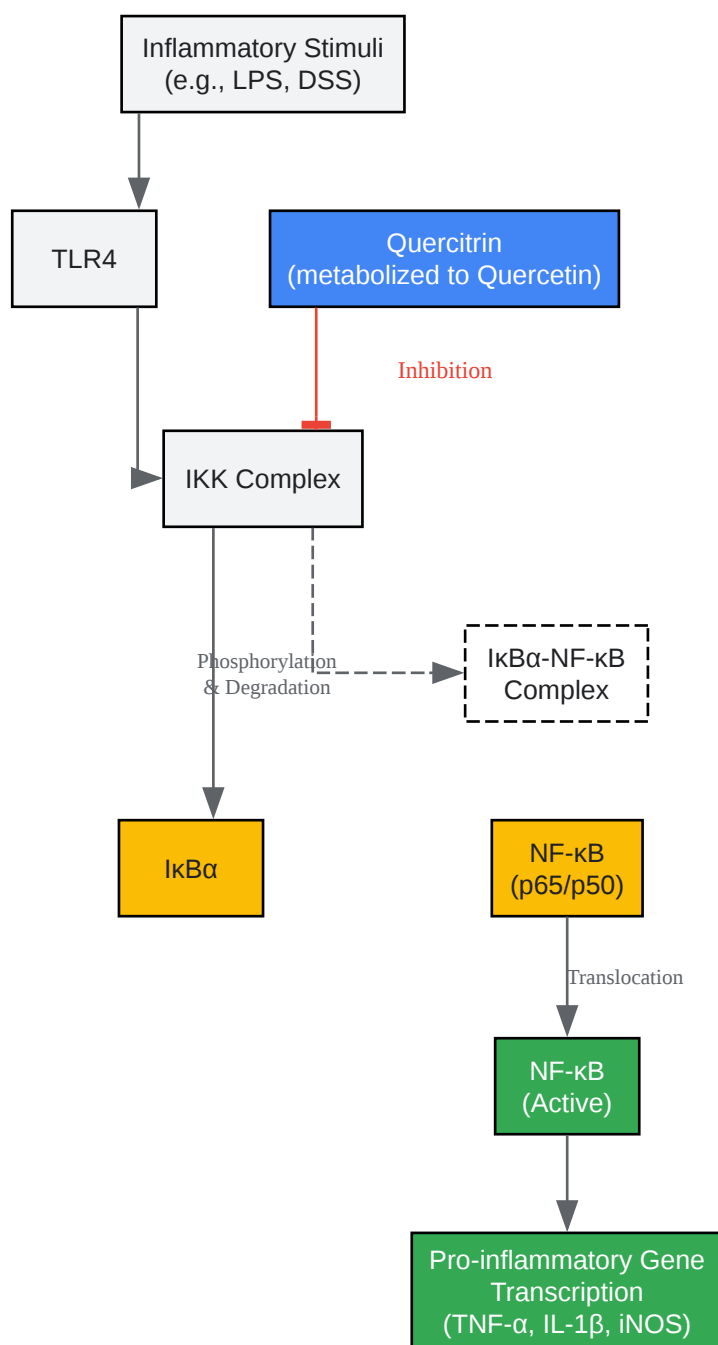 Inflammatory Stimuli
(e.g., LPS, DSS)
TLR4
Quercitrin
(metabolized to Quercetin)
Inhibition
IKK Complex
Phosphorylation
& Degradation
IκBα-NF-κB
Complex
IκBα
NF-κB
(p65/p50)
Translocation
NF-κB
(Active)
Pro-inflammatory Gene
Transcription
(TNF-α, IL-1β, iNOS)